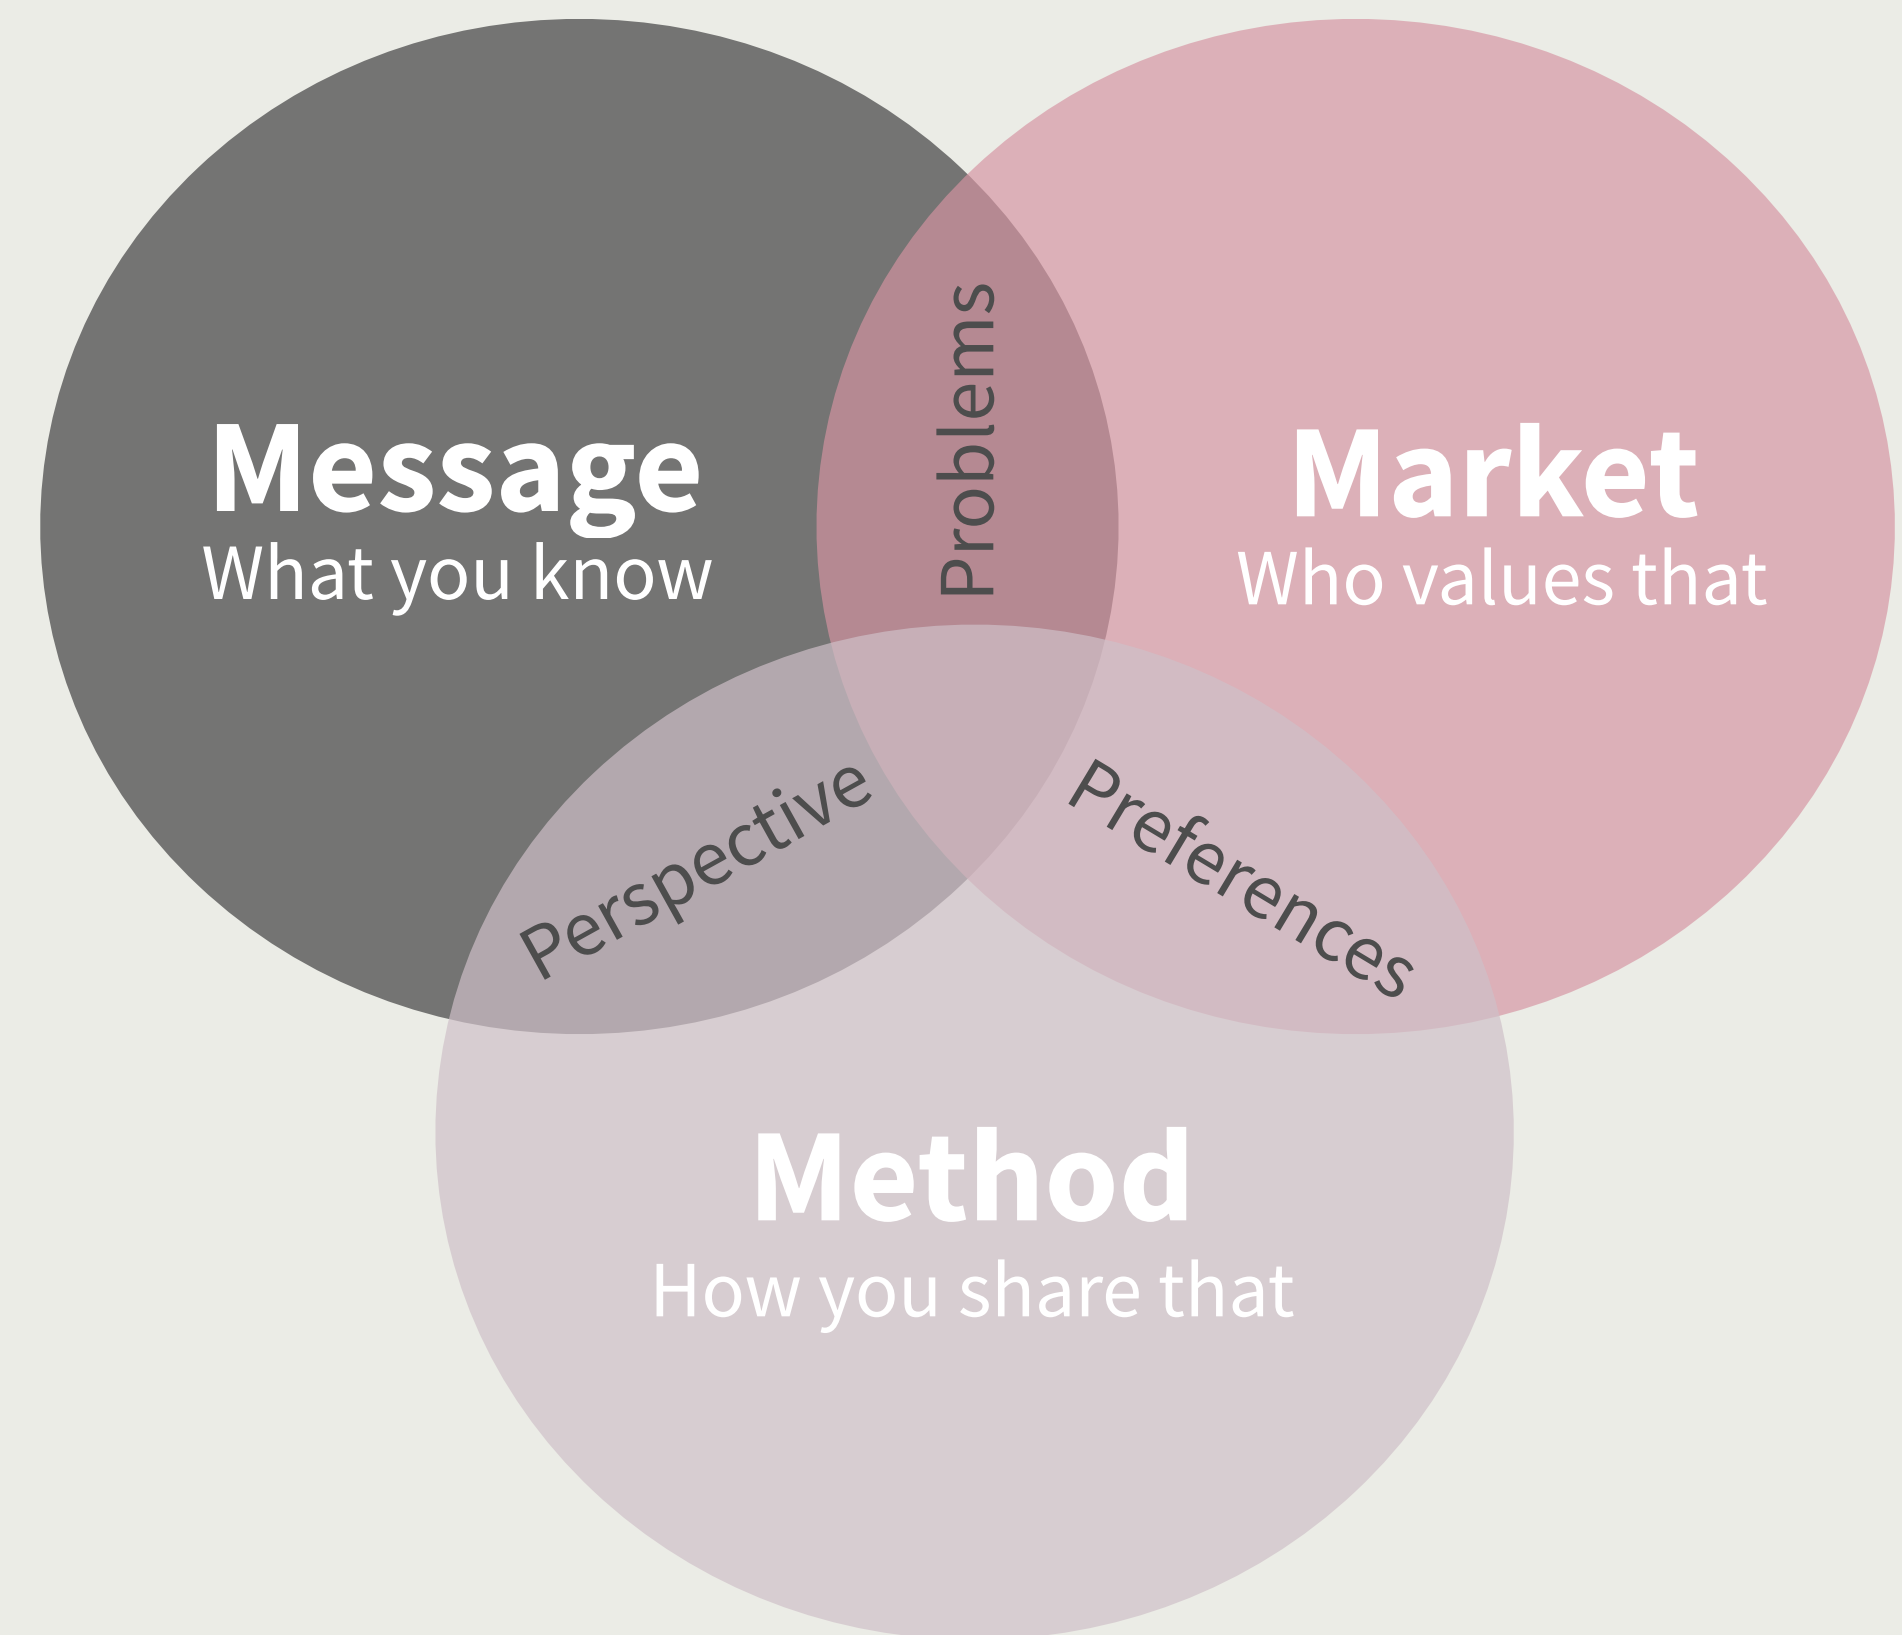 Message
What you know
Problems
Market
Who values that
Perspective
Preferences
Method
How you share that